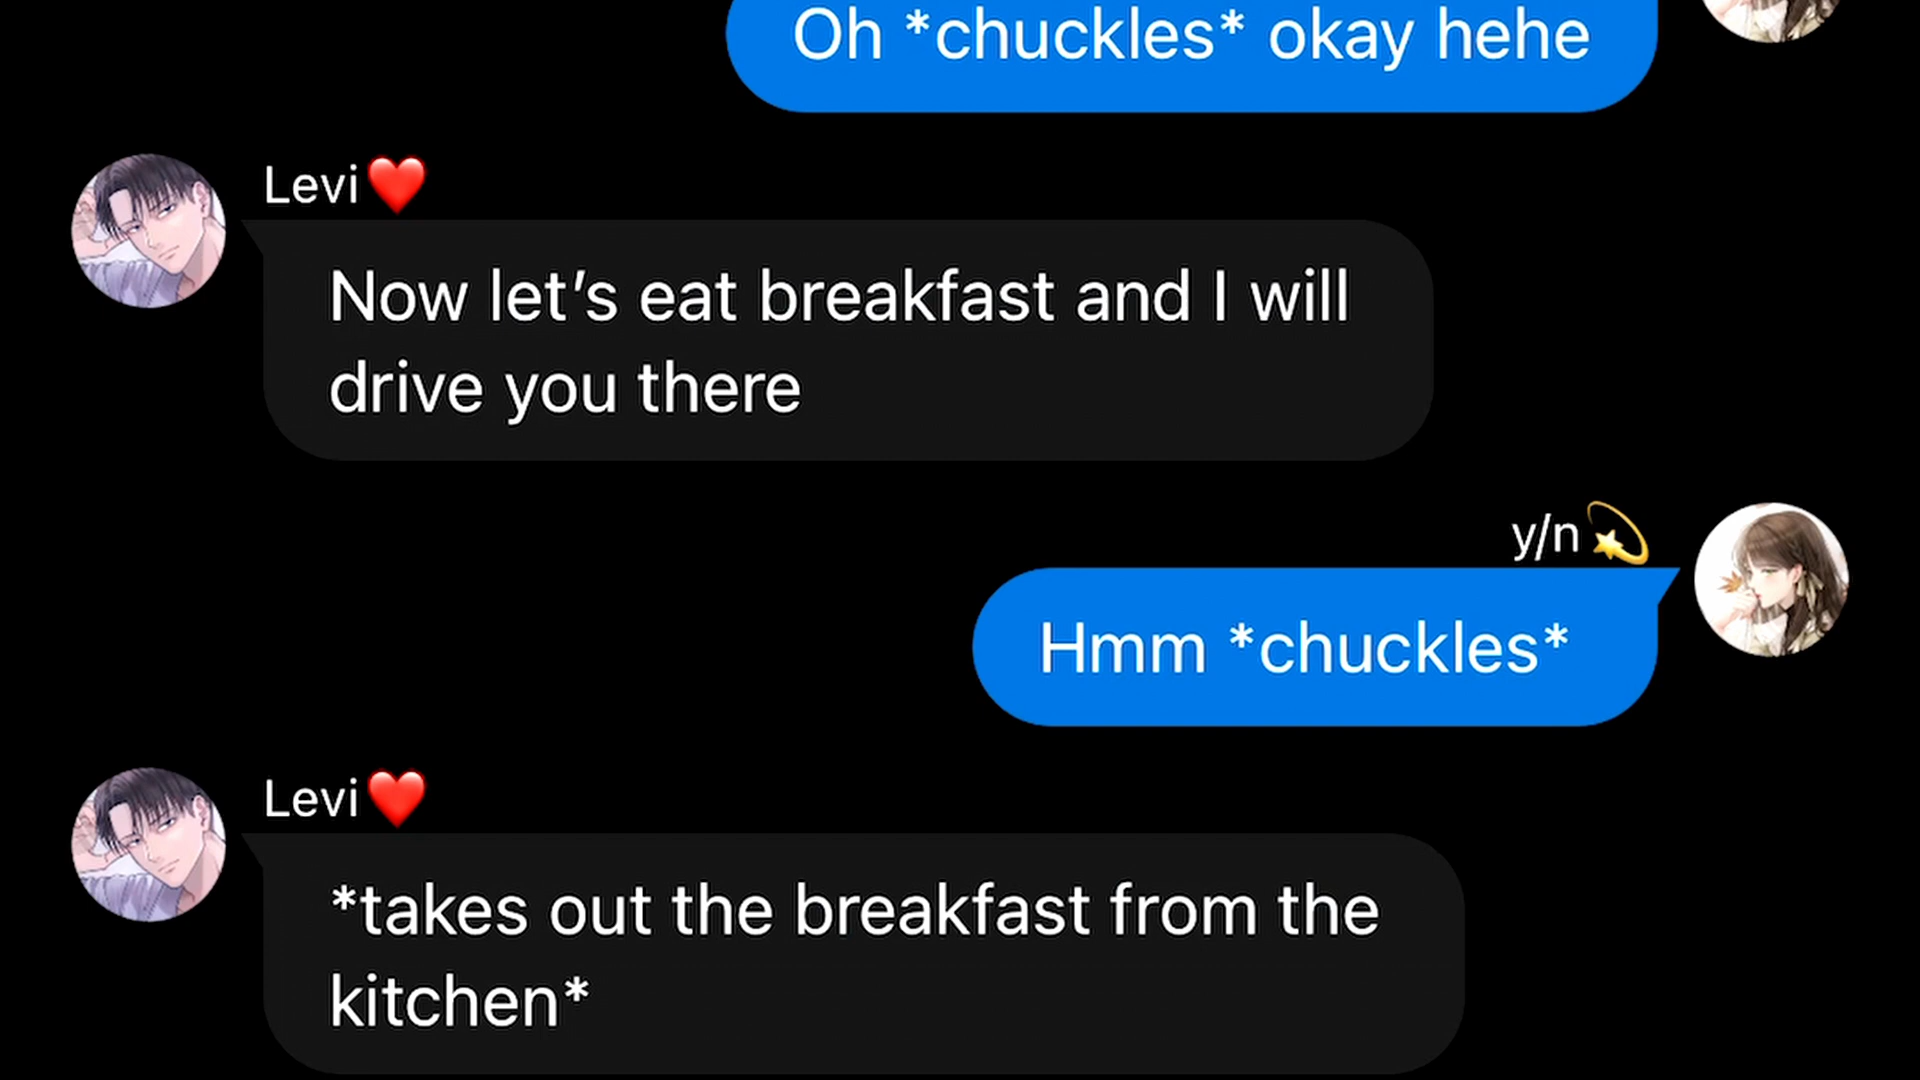 Oh *chuckles* okay hehe
Levi❤️
Now let’s eat breakfast and I will
drive you there
y/n💫
Hmm *chuckles*
Levi❤️
*takes out the breakfast from the
kitchen*